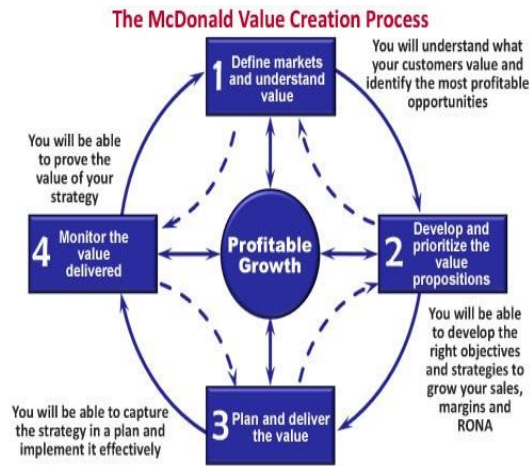 The McDonald Value Creation Process
1 Define markets
and understand
value
You will understand what
your customers value and
identify the most profitable
opportunities
2 Develop and
prioritize the
value
propositions
You will be able
to develop the
right objectives
and strategies to
grow your sales,
margins and
RONA
3 Plan and deliver
the value
You will be able to capture
the strategy in a plan and
implement it effectively
4 Monitor the
value
delivered
You will be able
to prove the
value of your
strategy
Profitable
Growth